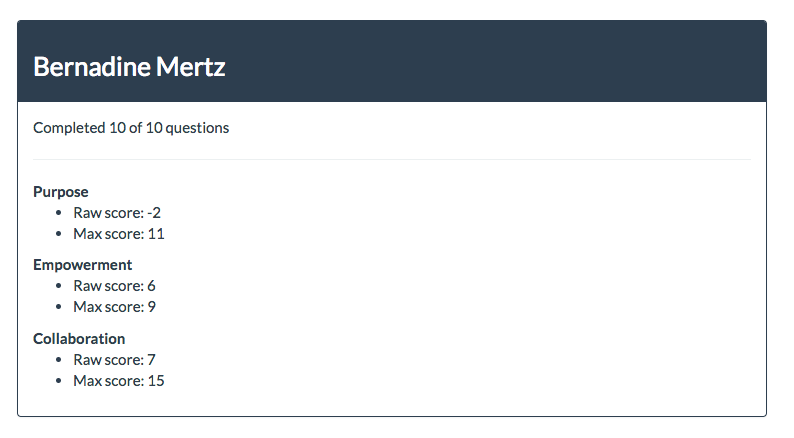 Bernadine Mertz
Completed 10 of 10 questions
Purpose
• Raw score: -2
• Max score: 11
Empowerment
• Raw score: 6
• Max score: 9
Collaboration
• Raw score: 7
• Max score: 15